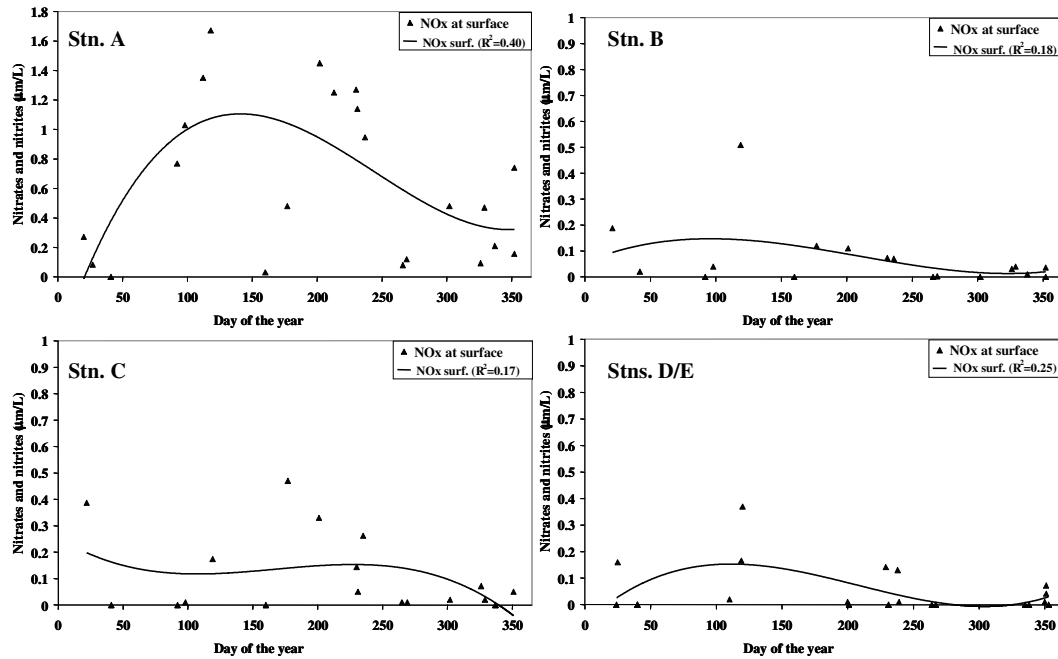 Stn. A
NOx at surface
NOx surf. (R²=0.40)
Nitrates and nitrites (µm/L)
1.8
1.6
1.4
1.2
1
0.8
0.6
0.4
0.2
0
0 50 100 150 200 250 300 350
Day of the year
Stn. B
NOx at surface
NOx surf. (R²=0.18)
Nitrates and nitrites (µm/L)
1
0.9
0.8
0.7
0.6
0.5
0.4
0.3
0.2
0.1
0
0 50 100 150 200 250 300 350
Day of the year
Stn. C
NOx at surface
NOx surf. (R²=0.17)
Nitrates and nitrites (µm/L)
1
0.9
0.8
0.7
0.6
0.5
0.4
0.3
0.2
0.1
0
0 50 100 150 200 250 300 350
Day of the year
Stns. D/E
NOx at surface
NOx surf. (R²=0.25)
Nitrates and nitrites (µm/L)
1
0.9
0.8
0.7
0.6
0.5
0.4
0.3
0.2
0.1
0
0 50 100 150 200 250 300 350
Day of the year